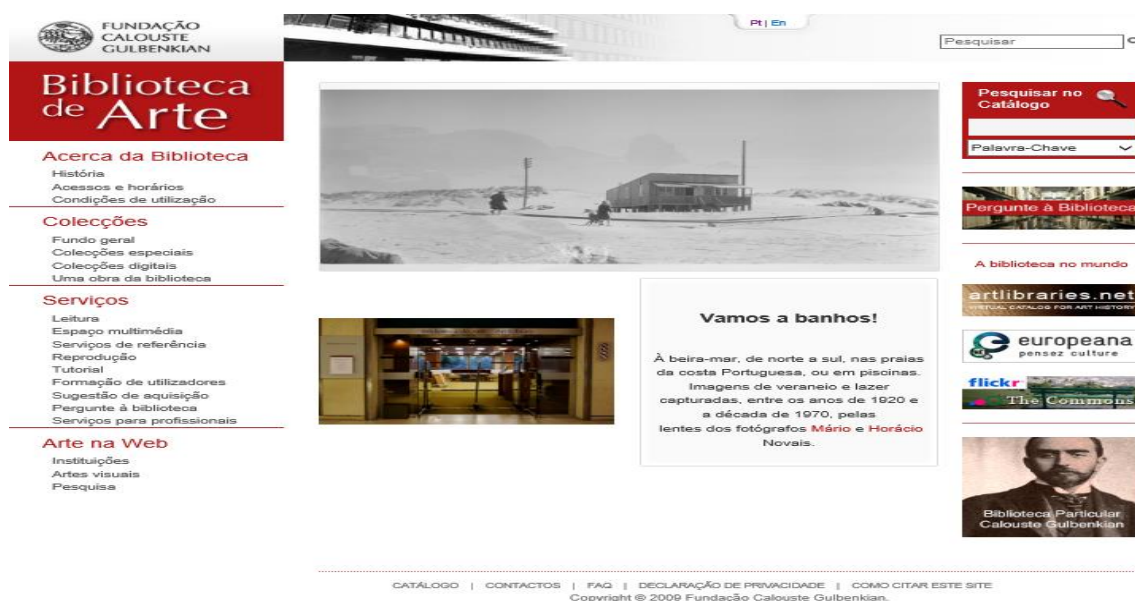 FUNDAÇÃO
CALOUSTE
GULBENKIAN
Pt | En
Pesquisar
Biblioteca
de Arte
Acerca da Biblioteca
História
Acessos e horários
Condições de utilização
Colecções
Fundo geral
Colecções especiais
Colecções digitais
Uma obra da biblioteca
Serviços
Leitura
Espaço multimédia
Serviços de referência
Reprodução
Tutorial
Formação de utilizadores
Sugestão de aquisição
Pergunte à biblioteca
Serviços para profissionais
Arte na Web
Instituições
Artes visuais
Pesquisa
Vamos a banhos!
À beira-mar, de norte a sul, nas praias
da costa Portuguesa, ou em piscinas.
Imagens de veraneio e lazer
capturadas, entre os anos de 1920 e
a década de 1970, pelas
lentes dos fotógrafos Mário e Horácio
Novais.
Pesquisar no
Catálogo
Palavra-Chave
Pergunte à Biblioteca
A biblioteca no mundo
artlibraries.net
VIRTUAL CATALOG FOR ART HISTORY
europeana
pensez culture
flickr
The Commons
Biblioteca Particular
Calouste Gulbenkian
CATÁLOGO | CONTACTOS | FAQ | DECLARAÇÃO DE PRIVACIDADE | COMO CITAR ESTE SITE
Copyright © 2009 Fundação Calouste Gulbenkian.